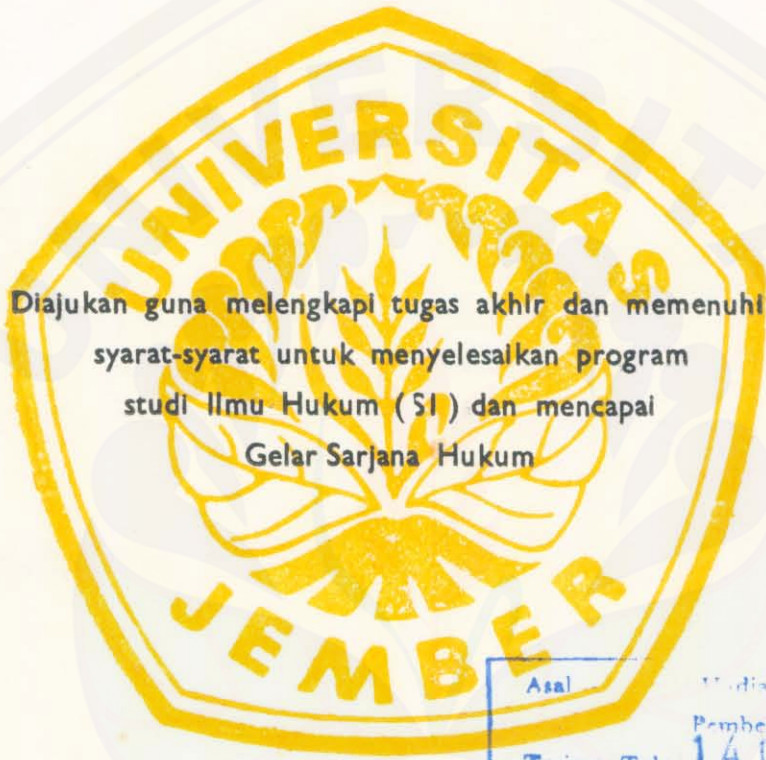 UNIVERSITAS
Diajukan guna melengkapi tugas akhir dan memenuhi
syarat-syarat untuk menyelesaikan program
studi Ilmu Hukum ( SI ) dan mencapai
Gelar Sarjana Hukum
JEMBER
Asal